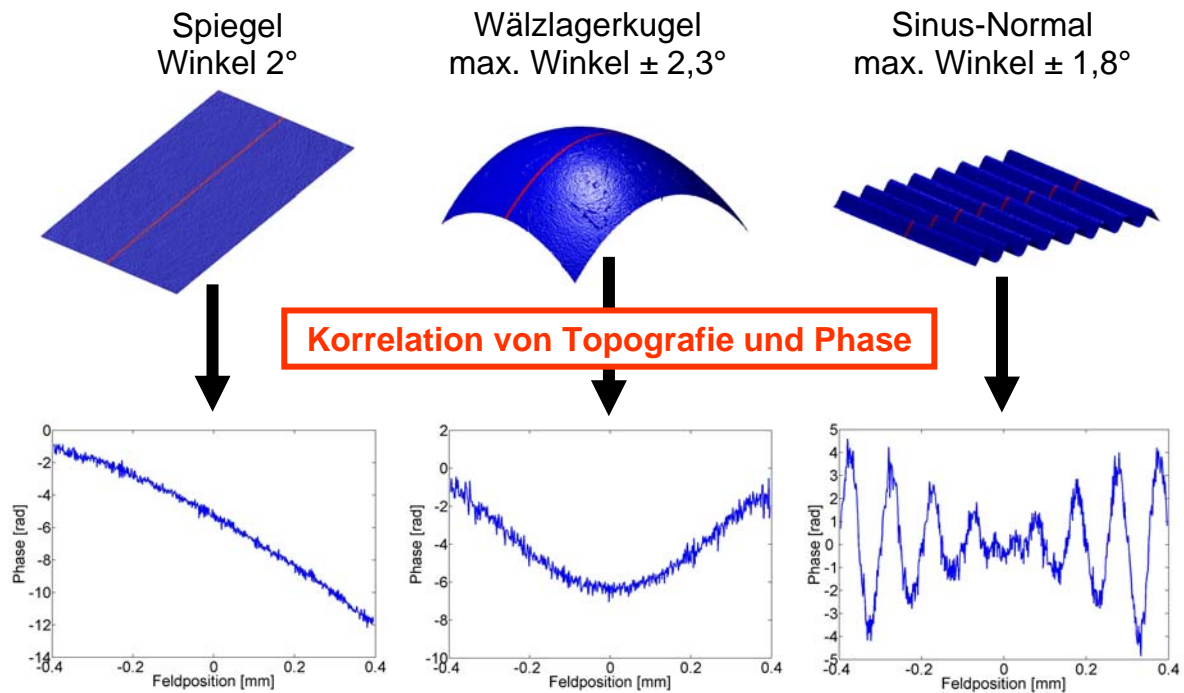 Spiegel
Winkel 2°
Wälzlagerkugel
max. Winkel ± 2,3°
Sinus-Normal
max. Winkel ± 1,8°
Korrelation von Topografie und Phase
0
-2
-4
-6
-8
-10
-12
-14
Phase [rad]
-0.4 -0.2 0 0.2 0.4
Feldposition [mm]
2
0
-2
-4
-6
-8
-10
Phase [rad]
-0.4 -0.2 0 0.2 0.4
Feldposition [mm]
5
4
3
2
1
0
-1
-2
-3
-4
-5
Phase [rad]
-0.4 -0.2 0 0.2 0.4
Feldposition [mm]